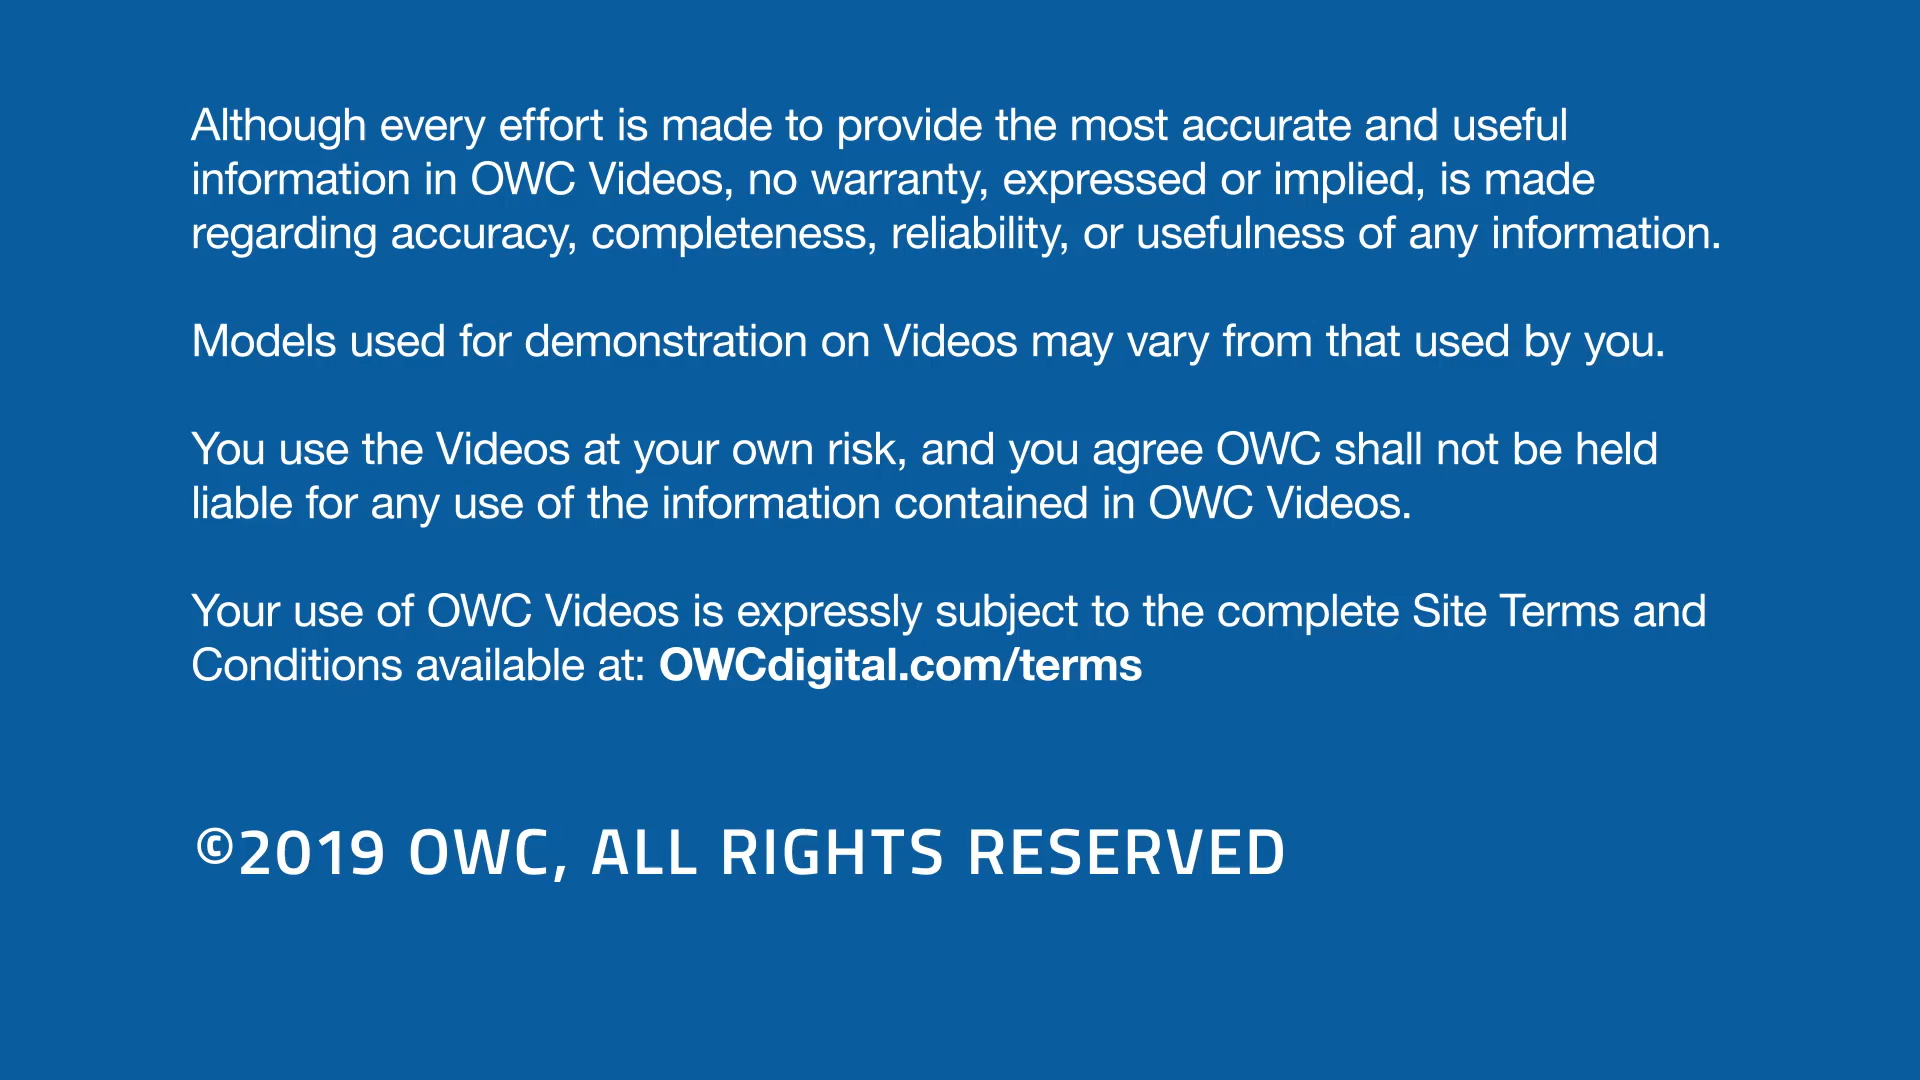 Although every effort is made to provide the most accurate and useful
information in OWC Videos, no warranty, expressed or implied, is made
regarding accuracy, completeness, reliability, or usefulness of any information.
Models used for demonstration on Videos may vary from that used by you.
You use the Videos at your own risk, and you agree OWC shall not be held
liable for any use of the information contained in OWC Videos.
Your use of OWC Videos is expressly subject to the complete Site Terms and
Conditions available at: OWCdigital.com/terms
©2019 OWC, ALL RIGHTS RESERVED